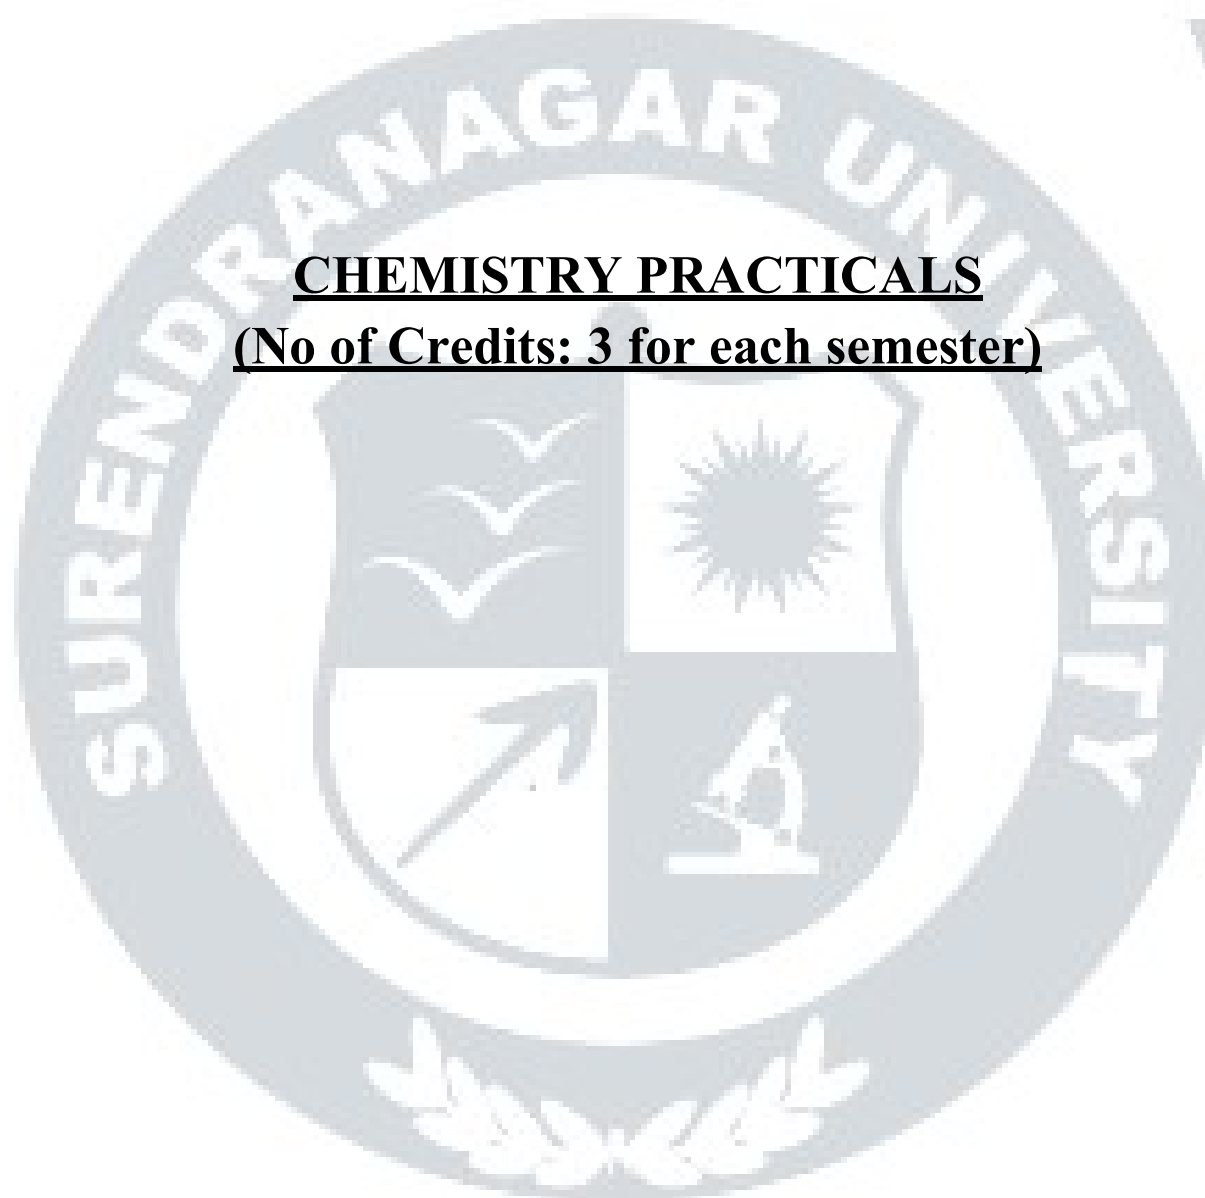 SURENDRANAGAR UNIVERSITY
CHEMISTRY PRACTICALS
(No of Credits: 3 for each semester)